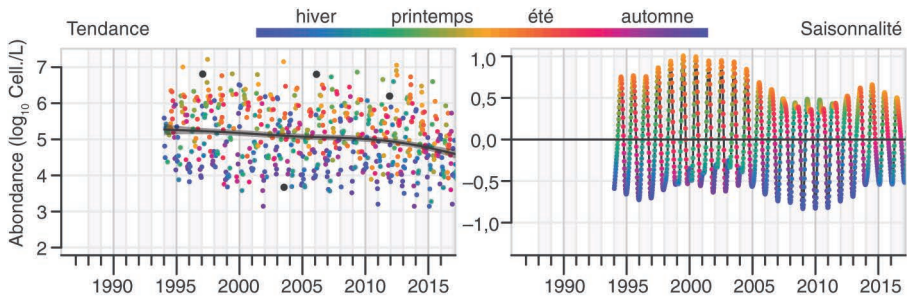 hiver printemps été automne
Tendance
Saisonnalité
Abondance (log10 Cell./L)
7
6
5
4
3
2
1990 1995 2000 2005 2010 2015
1,0
0,5
0,0
−0,5
−1,0
1990 1995 2000 2005 2010 2015